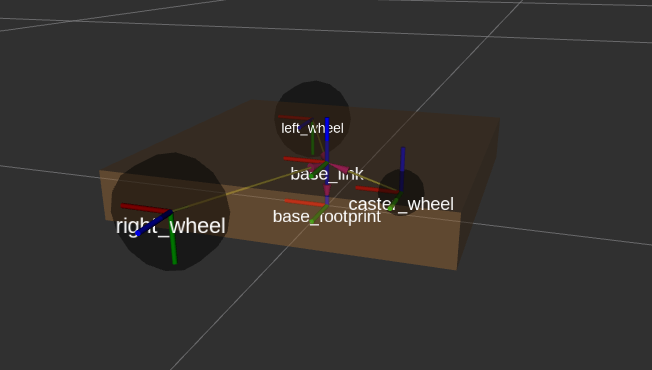 left_wheel
base_link
caster_wheel
base_footprint
right_wheel